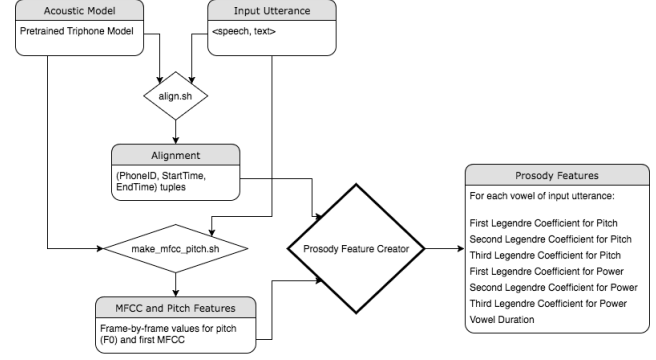 Acoustic Model
Pretrained Triphone Model
Input Utterance
<speech, text>
align.sh
Alignment
(PhoneID, StartTime,
EndTime) tuples
make_mfcc_pitch.sh
MFCC and Pitch Features
Frame-by-frame values for pitch
(F0) and first MFCC
Prosody Feature Creator
Prosody Features
For each vowel of input utterance:
First Legendre Coefficient for Pitch
Second Legendre Coefficient for Pitch
Third Legendre Coefficient for Pitch
First Legendre Coefficient for Power
Second Legendre Coefficient for Power
Third Legendre Coefficient for Power
Vowel Duration